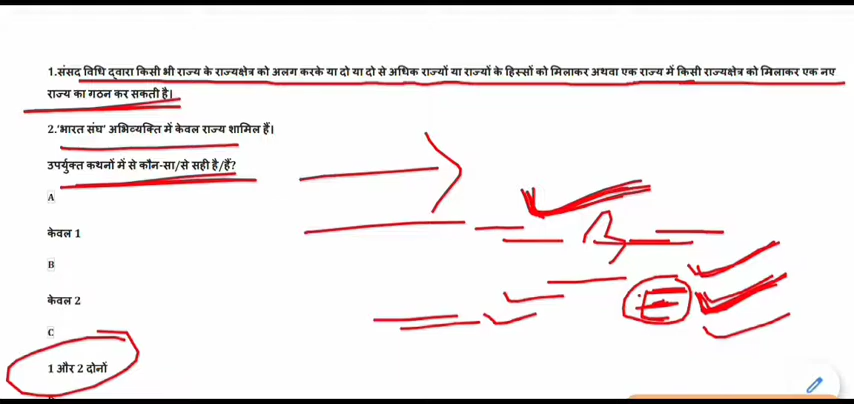 1.संसद विधि द्वारा किसी भी राज्य के राज्यक्षेत्र को अलग करके या दो या दो से अधिक राज्यों या राज्यों के हिस्सों को मिलाकर अथवा एक राज्य में किसी राज्यक्षेत्र को मिलाकर एक नए
राज्य का गठन कर सकती है।
2.'भारत संघ' अभिव्यक्ति में केवल राज्य शामिल हैं।
उपर्युक्त कथनों में से कौन-सा/से सही है/हैं?
A
केवल 1
B
केवल 2
C
1 और 2 दोनों